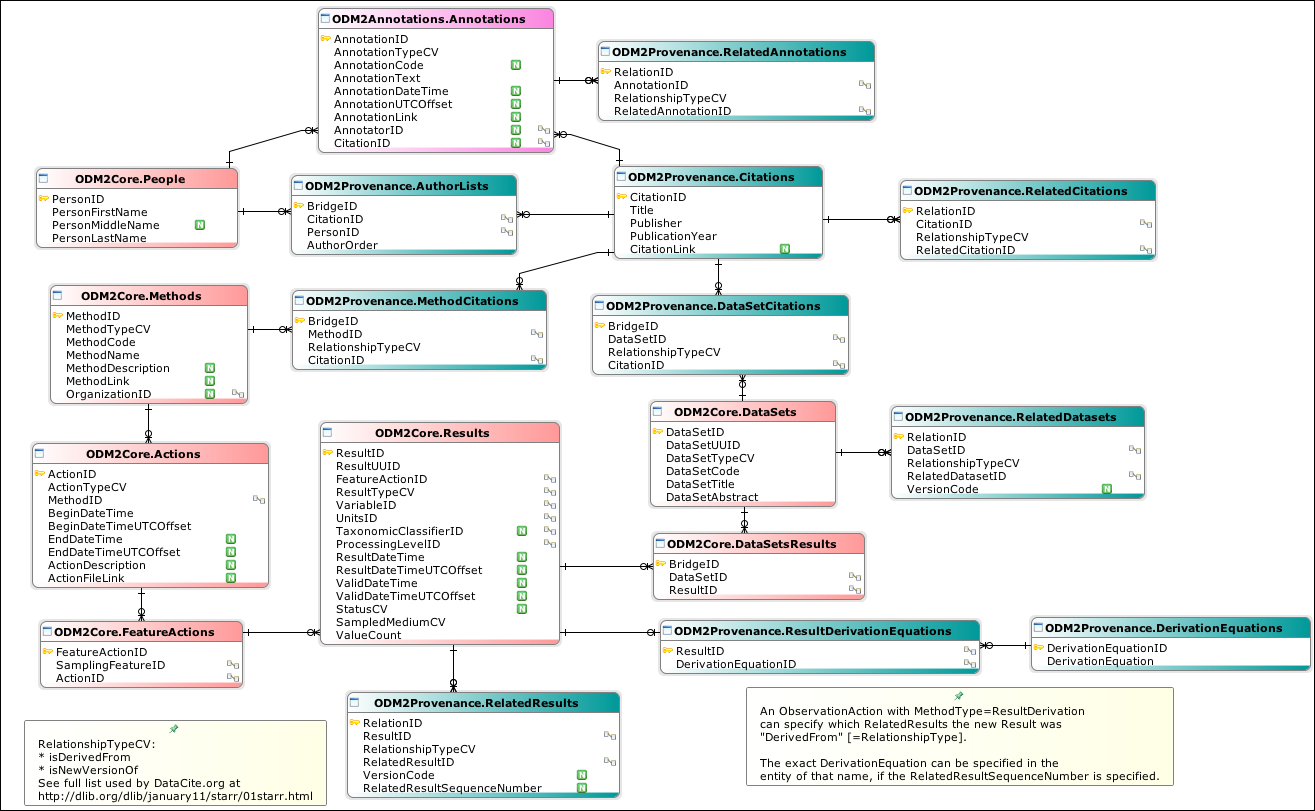 ODM2Annotations.Annotations
AnnotationID
AnnotationTypeCV
AnnotationCode N
AnnotationText
AnnotationDateTime N
AnnotationUTCOffset N
AnnotationLink N
AnnotatorID N
CitationID N
ODM2Provenance.RelatedAnnotations
RelationID
AnnotationID
RelationshipTypeCV
RelatedAnnotationID
ODM2Core.People
PersonID
PersonFirstName
PersonMiddleName N
PersonLastName
ODM2Provenance.AuthorLists
BridgeID
CitationID
PersonID
AuthorOrder
ODM2Provenance.Citations
CitationID
Title
Publisher
PublicationYear
CitationLink N
ODM2Provenance.RelatedCitations
RelationID
CitationID
RelationshipTypeCV
RelatedCitationID
ODM2Core.Methods
MethodID
MethodTypeCV
MethodCode
MethodName
MethodDescription N
MethodLink N
OrganizationID N
ODM2Provenance.MethodCitations
BridgeID
MethodID
RelationshipTypeCV
CitationID
ODM2Provenance.DataSetCitations
BridgeID
DataSetID
RelationshipTypeCV
CitationID
ODM2Core.DataSets
DataSetID
DataSetUUID
DataSetTypeCV
DataSetCode
DataSetTitle
DataSetAbstract
ODM2Provenance.RelatedDatasets
RelationID
DataSetID
RelationshipTypeCV
RelatedDatasetID
VersionCode N
ODM2Core.Actions
ActionID
ActionTypeCV
MethodID
BeginDateTime
BeginDateTimeUTCOffset
EndDateTime N
EndDateTimeUTCOffset N
ActionDescription N
ActionFileLink N
ODM2Core.Results
ResultID
ResultUUID
FeatureActionID
ResultTypeCV
VariableID
UnitsID
TaxonomicClassifierID N
ProcessingLevelID
ResultDateTime N
ResultDateTimeUTCOffset N
ValidDateTime N
ValidDateTimeUTCOffset N
StatusCV N
SampledMediumCV
ValueCount
ODM2Core.DataSetsResults
BridgeID
DataSetID
ResultID
ODM2Core.FeatureActions
FeatureActionID
SamplingFeatureID
ActionID
ODM2Provenance.ResultDerivationEquations
ResultID
DerivationEquationID
ODM2Provenance.DerivationEquations
DerivationEquationID
DerivationEquation
ODM2Provenance.RelatedResults
RelationID
ResultID
RelationshipTypeCV
RelatedResultID
VersionCode N
RelatedResultSequenceNumber N
RelationshipTypeCV:
* isDerivedFrom
* isNewVersionOf
See full list used by DataCite.org at
http://dlib.org/dlib/january11/starr/01starr.html
An ObservationAction with MethodType=ResultDerivation
can specify which RelatedResults the new Result was
"DerivedFrom" [=RelationshipType].
The exact DerivationEquation can be specified in the
entity of that name, if the RelatedResultSequenceNumber is specified.